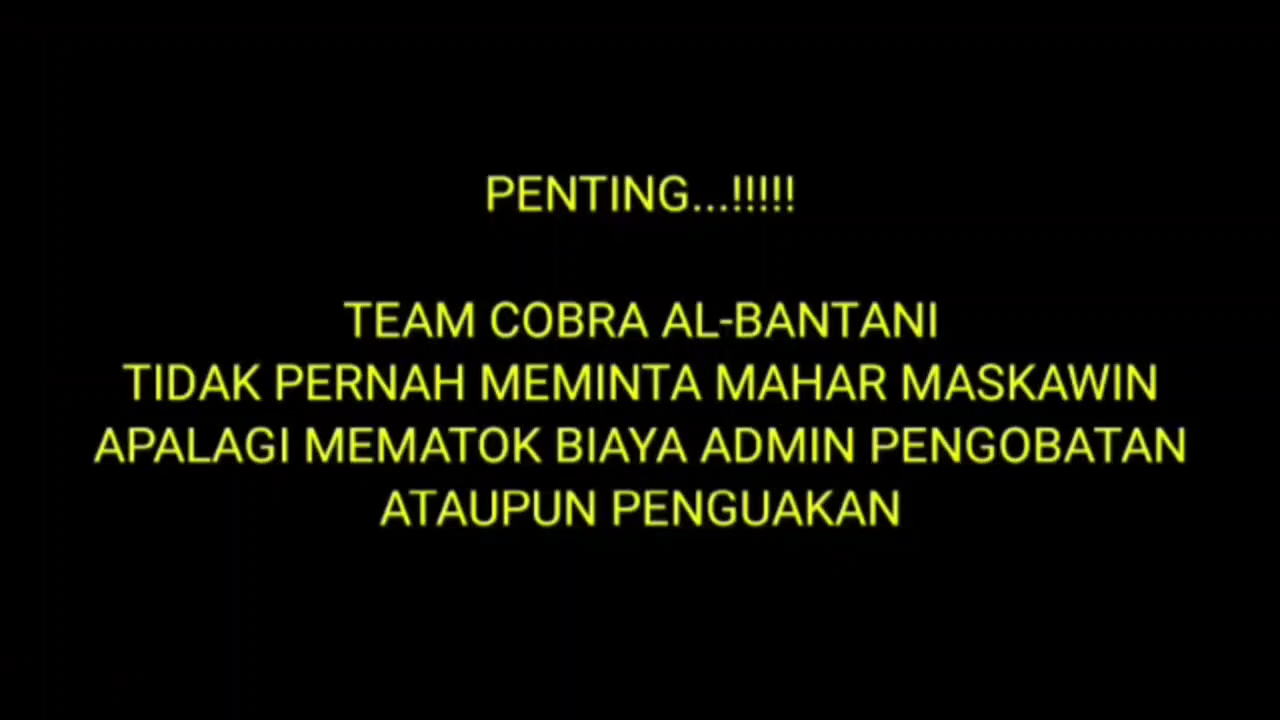 PENTING...!!!!!
TEAM COBRA AL-BANTANI
TIDAK PERNAH MEMINTA MAHAR MASKAWIN
APALAGI MEMATOK BIAYA ADMIN PENGOBATAN
ATAUPUN PENGUAKAN